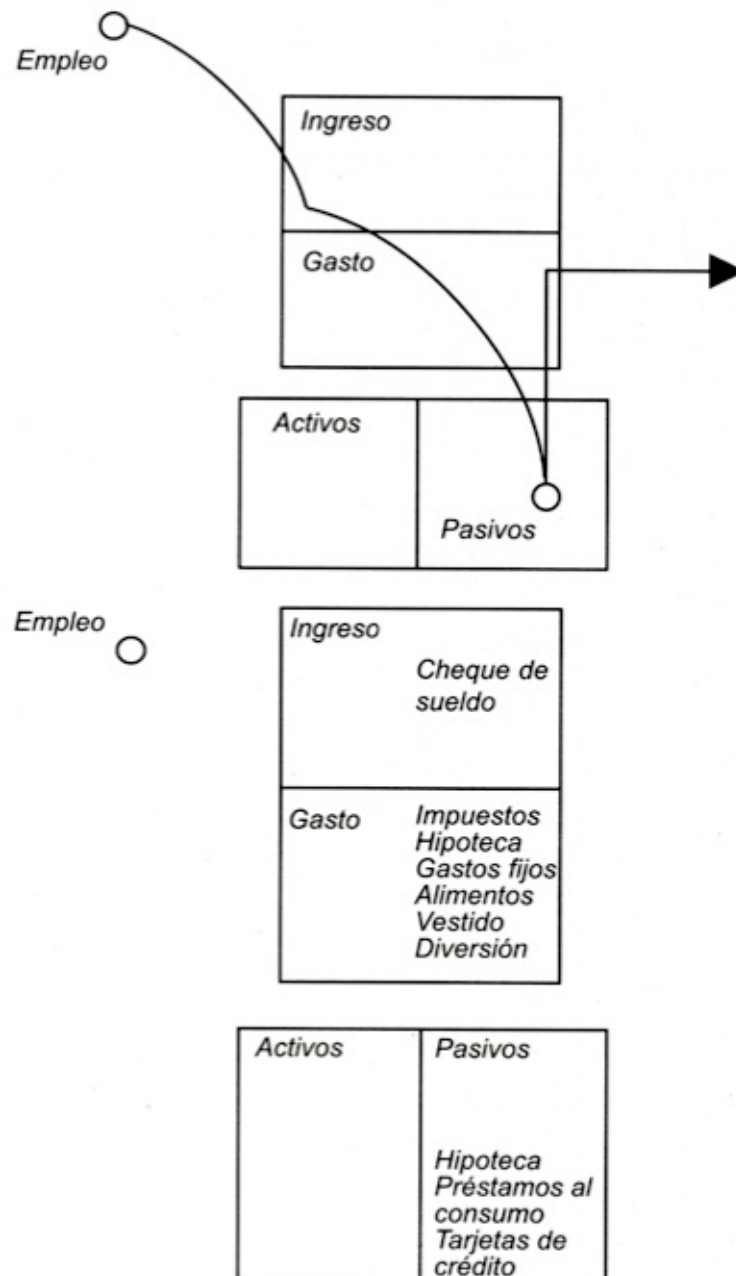 Empleo
Ingreso
Gasto
Activos
Pasivos
Empleo
Ingreso
Cheque de
sueldo
Gasto
Impuestos
Hipoteca
Gastos fijos
Alimentos
Vestido
Diversión
Activos
Pasivos
Hipoteca
Préstamos al
consumo
Tarjetas de
crédito